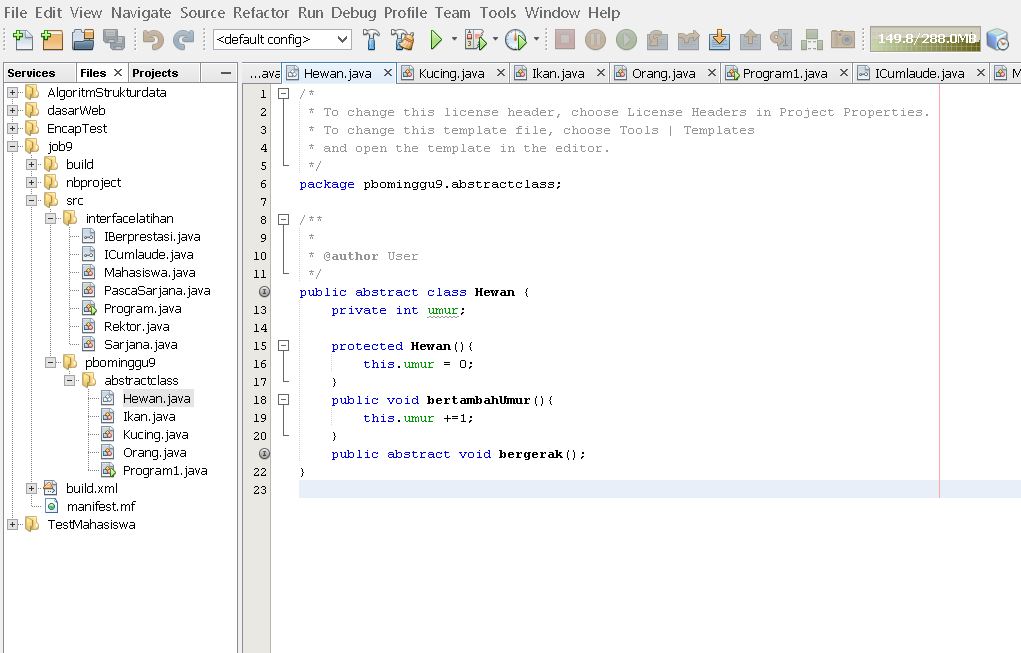 File Edit View Navigate Source Refactor Run Debug Profile Team Tools Window Help
<default config>
149.8/288.0MB
Services Files Projects
...ava Hewan.java Kucing.java Ikan.java Orang.java Program1.java ICumlaude.java M
AlgoritmStrukturdata
dasarWeb
EncapTest
job9
build
nbproject
src
interfacelatihan
IBerprestasi.java
ICumlaude.java
Mahasiswa.java
PascaSarjana.java
Program.java
Rektor.java
Sarjana.java
pbominggu9
abstractclass
Hewan.java
Ikan.java
Kucing.java
Orang.java
Program1.java
build.xml
manifest.mf
TestMahasiswa
1 /*
2 * To change this license header, choose License Headers in Project Properties.
3 * To change this template file, choose Tools | Templates
4 * and open the template in the editor.
5 */
6 package pbominggu9.abstractclass;
7
8 /**
9 *
10 * @author User
11 */
public abstract class Hewan {
13 private int umur;
14
15 protected Hewan(){
16 this.umur = 0;
17 }
18 public void bertambahUmur(){
19 this.umur +=1;
20 }
public abstract void bergerak();
22 }
23